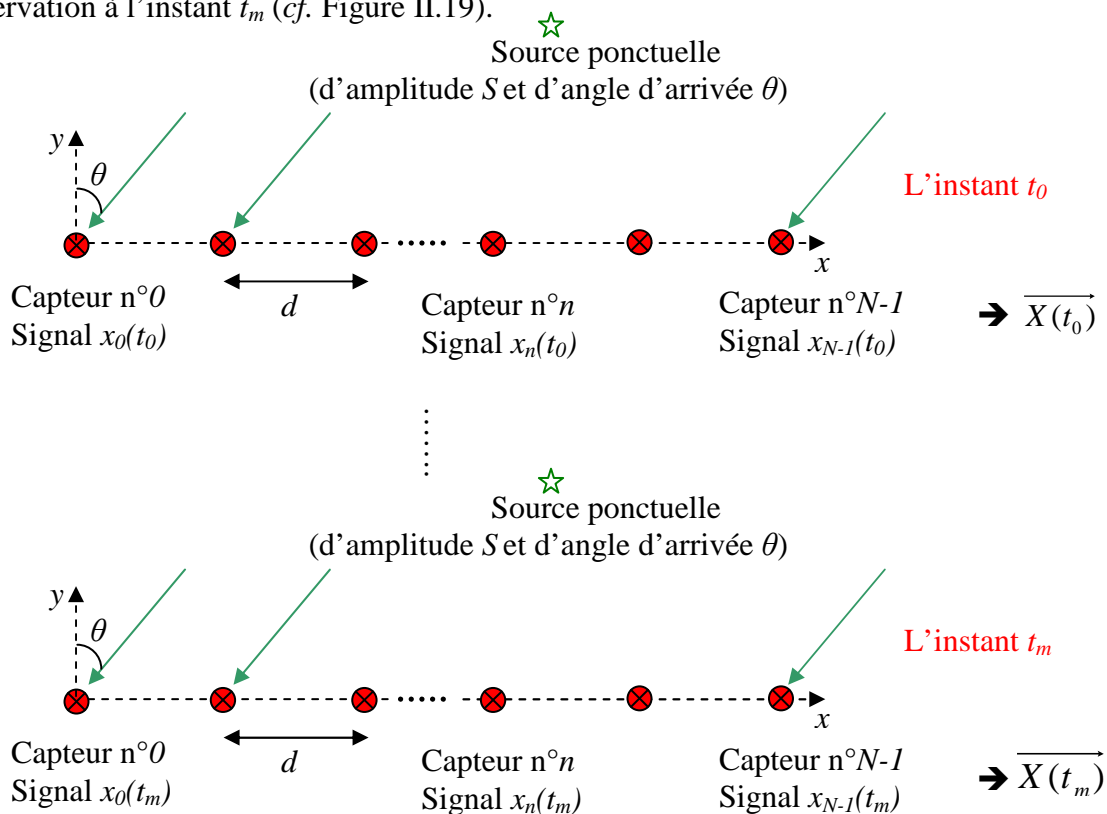 ervation à l'instant t_m (cf. Figure II.19).
Source ponctuelle
(d'amplitude S et d'angle d'arrivée θ)
y
θ
L'instant t_0
.....
x
Capteur n°0
Signal x_0(t_0)
d
Capteur n°n
Signal x_n(t_0)
Capteur n°N-1
Signal x_{N-1}(t_0)
➔ X(t_0)
Source ponctuelle
(d'amplitude S et d'angle d'arrivée θ)
y
θ
L'instant t_m
.....
x
Capteur n°0
Signal x_0(t_m)
d
Capteur n°n
Signal x_n(t_m)
Capteur n°N-1
Signal x_{N-1}(t_m)
➔ X(t_m)